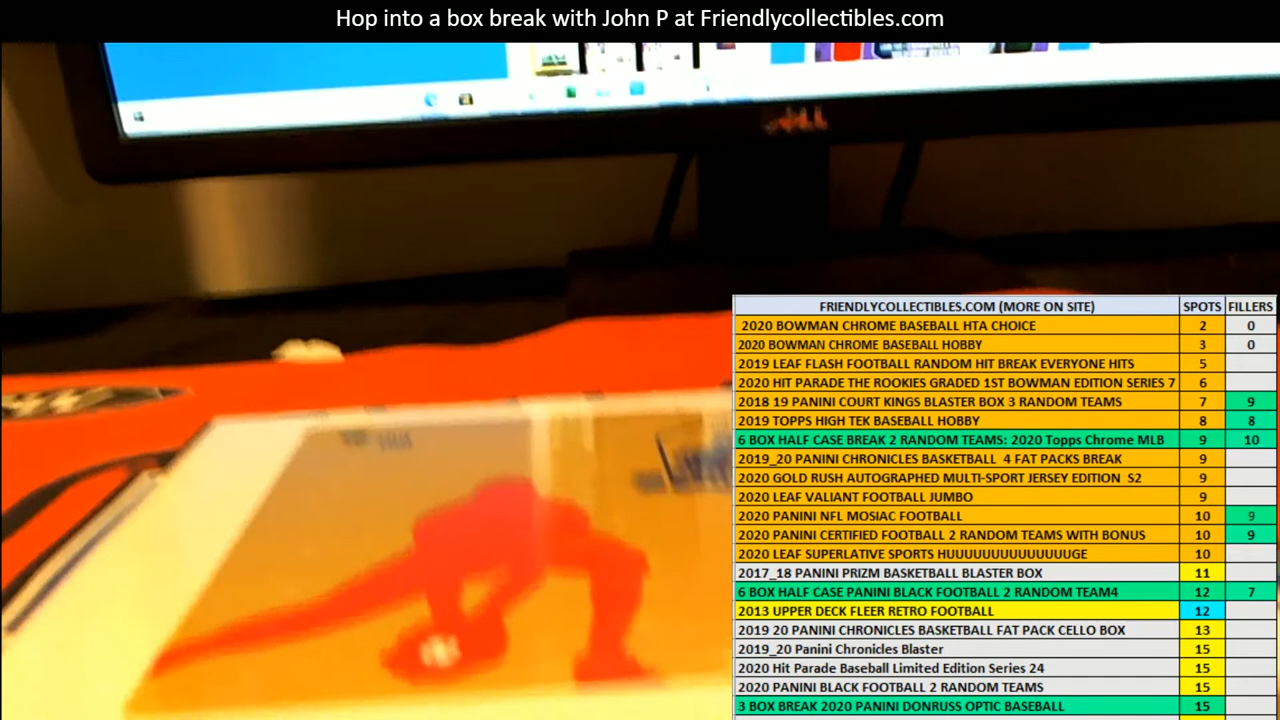 Hop into a box break with John P at Friendlycollectibles.com
DELL
FRIENDLYCOLLECTIBLES.COM (MORE ON SITE) SPOTS FILLERS
2020 BOWMAN CHROME BASEBALL HTA CHOICE 2 0
2020 BOWMAN CHROME BASEBALL HOBBY 3 0
2019 LEAF FLASH FOOTBALL RANDOM HIT BREAK EVERYONE HITS 5
2020 HIT PARADE THE ROOKIES GRADED 1ST BOWMAN EDITION SERIES 7 6
2018 19 PANINI COURT KINGS BLASTER BOX 3 RANDOM TEAMS 7 9
2019 TOPPS HIGH TEK BASEBALL HOBBY 8 8
6 BOX HALF CASE BREAK 2 RANDOM TEAMS: 2020 Topps Chrome MLB 9 10
2019_20 PANINI CHRONICLES BASKETBALL 4 FAT PACKS BREAK 9
2020 GOLD RUSH AUTOGRAPHED MULTI-SPORT JERSEY EDITION S2 9
2020 LEAF VALIANT FOOTBALL JUMBO 9
2020 PANINI NFL MOSIAC FOOTBALL 10 9
2020 PANINI CERTIFIED FOOTBALL 2 RANDOM TEAMS WITH BONUS 10 9
2020 LEAF SUPERLATIVE SPORTS HUUUUUUUUUUUUUUGE 10
2017_18 PANINI PRIZM BASKETBALL BLASTER BOX 11
6 BOX HALF CASE PANINI BLACK FOOTBALL 2 RANDOM TEAM4 12 7
2013 UPPER DECK FLEER RETRO FOOTBALL 12
2019 20 PANINI CHRONICLES BASKETBALL FAT PACK CELLO BOX 13
2019_20 Panini Chronicles Blaster 15
2020 Hit Parade Baseball Limited Edition Series 24 15
2020 PANINI BLACK FOOTBALL 2 RANDOM TEAMS 15
3 BOX BREAK 2020 PANINI DONRUSS OPTIC BASEBALL 15